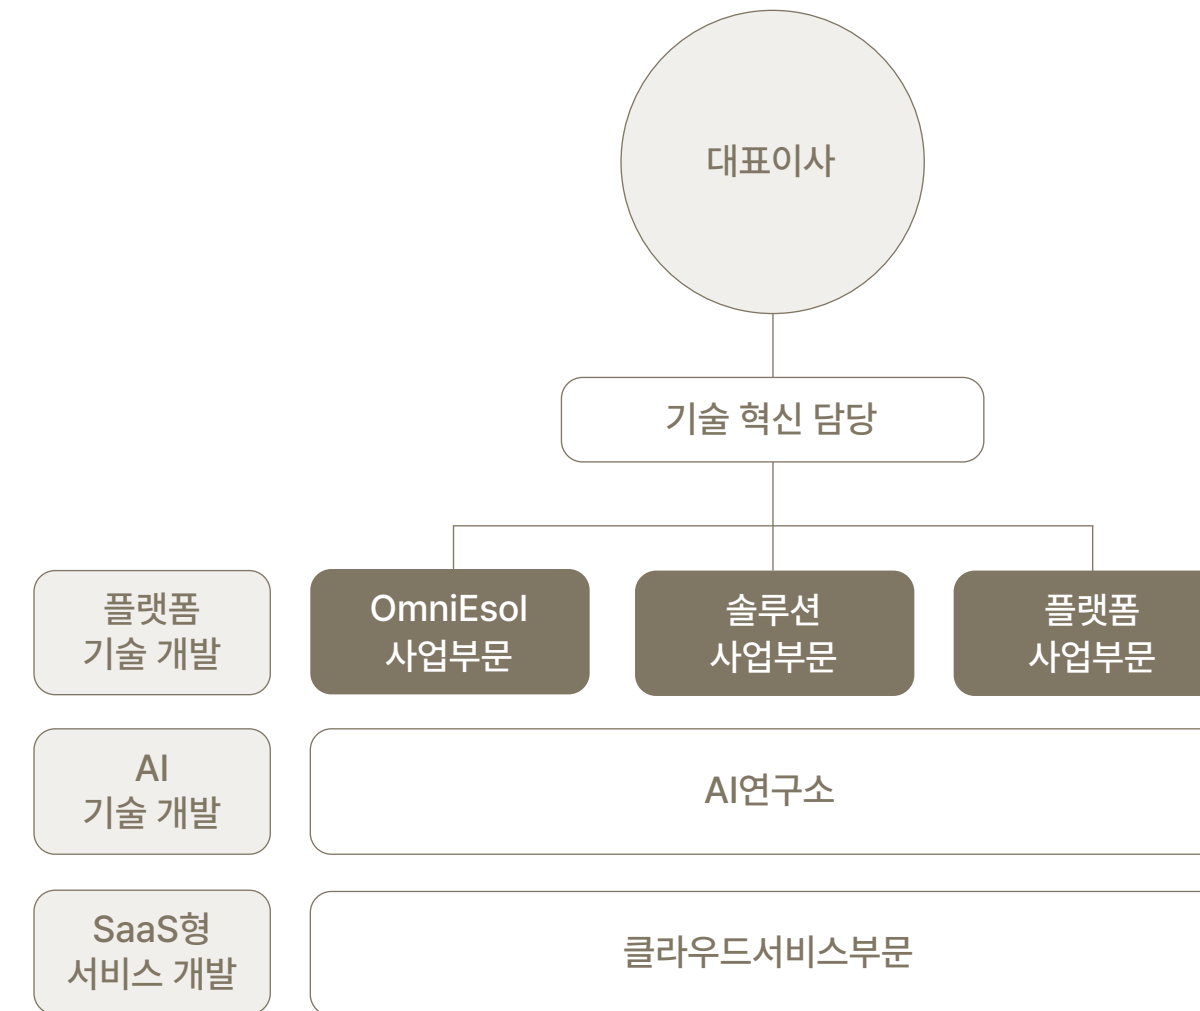 대표이사
기술 혁신 담당
플랫폼
기술 개발
OmniEsol
사업부문
솔루션
사업부문
플랫폼
사업부문
AI
기술 개발
AI연구소
SaaS형
서비스 개발
클라우드서비스부문